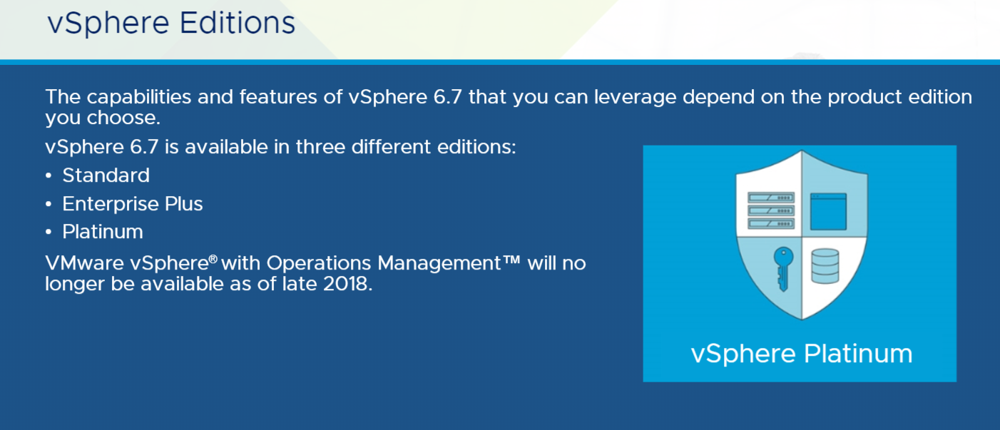 vSphere Editions
The capabilities and features of vSphere 6.7 that you can leverage depend on the product edition
you choose.
vSphere 6.7 is available in three different editions:
• Standard
• Enterprise Plus
• Platinum
VMware vSphere® with Operations Management™ will no
longer be available as of late 2018.
vSphere Platinum